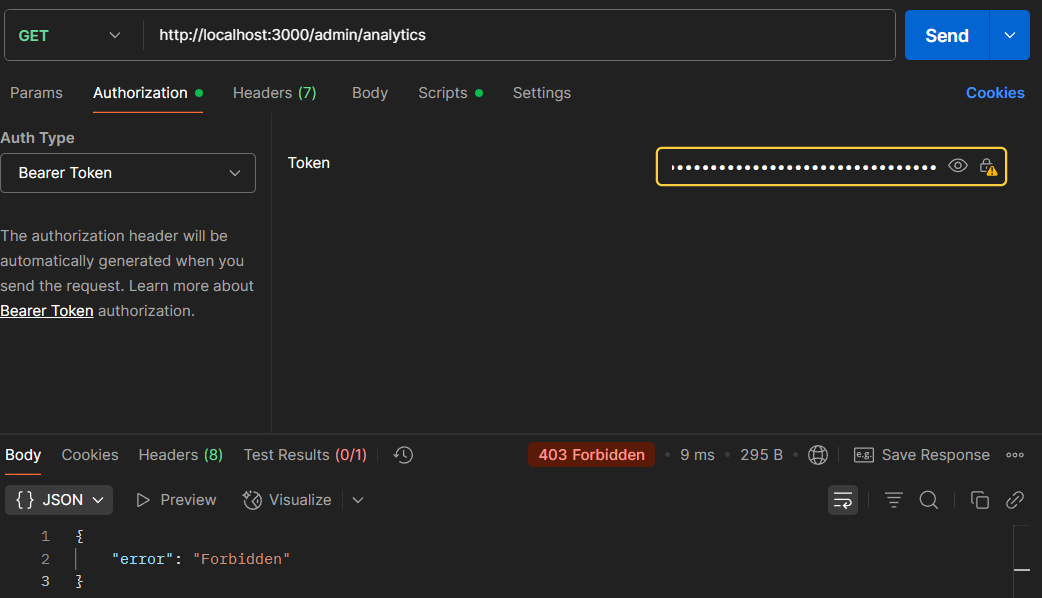 GET http://localhost:3000/admin/analytics Send
Params Authorization Headers (7) Body Scripts Settings Cookies
Auth Type
Bearer Token
Token
The authorization header will be
automatically generated when you
send the request. Learn more about
Bearer Token authorization.
Body Cookies Headers (8) Test Results (0/1) 403 Forbidden • 9 ms • 295 B • e.g. Save Response
{} JSON Preview Visualize
1 {
2 "error": "Forbidden"
3 }